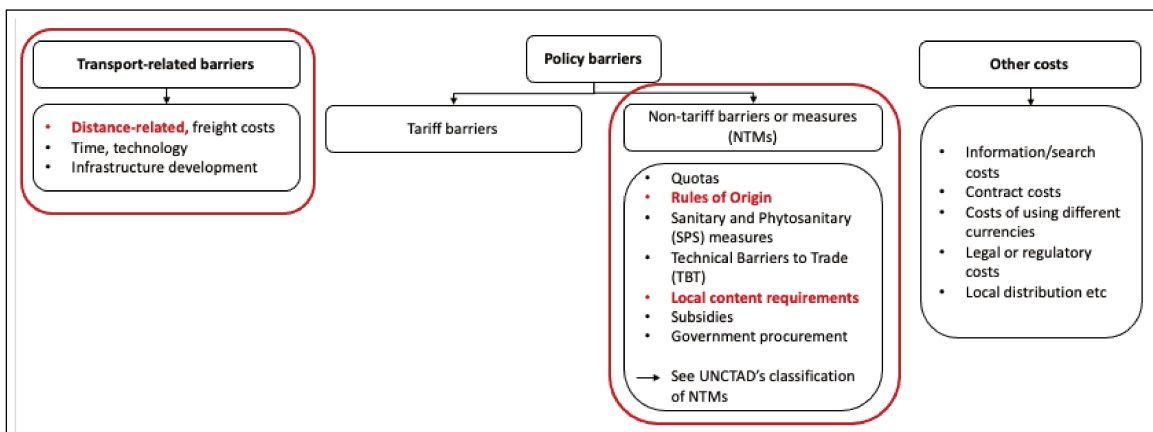 Transport-related barriers
Distance-related, freight costs
Time, technology
Infrastructure development
Policy barriers
Tariff barriers
Non-tariff barriers or measures
(NTMs)
Quotas
Rules of Origin
Sanitary and Phytosanitary
(SPS) measures
Technical Barriers to Trade
(TBT)
Local content requirements
Subsidies
Government procurement
See UNCTAD's classification
of NTMs
Other costs
Information/search
costs
Contract costs
Costs of using different
currencies
Legal or regulatory
costs
Local distribution etc